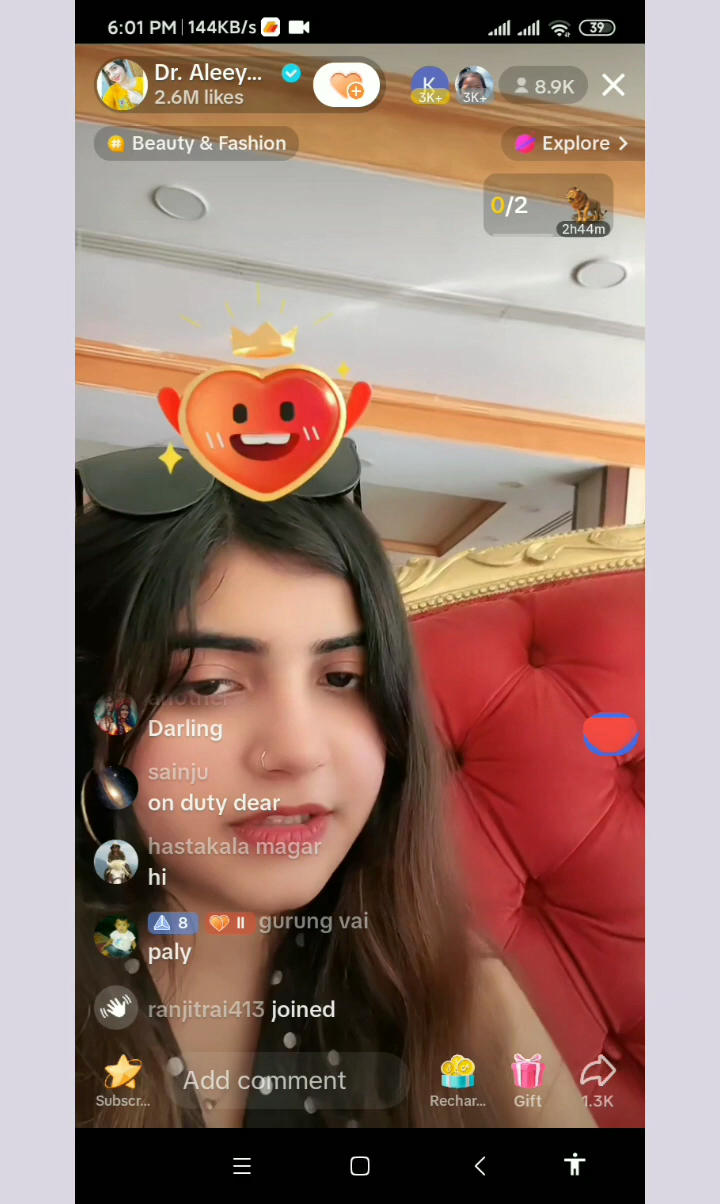 6:01 PM | 144KB/s 39
Dr. Aleey...
2.6M likes
K
3K+ 3K+
8.9K
Beauty & Fashion
Explore
0/2
2h44m
another
Darling
sainju
on duty dear
hastakala magar
hi
8 II gurung vai
paly
ranjitrai413 joined
Subscr...
Add comment
Rechar...
Gift
1.3K